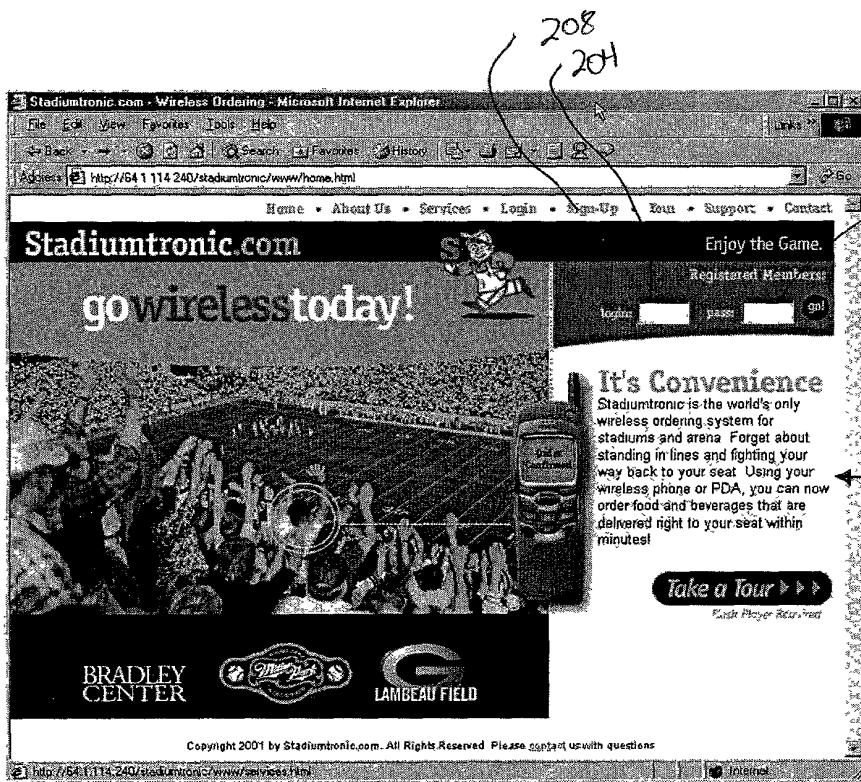 208
204
Stadiumtronic.com - Wireless Ordering - Microsoft Internet Explorer
File Edit View Favorites Tools Help
Links »
Back Search Favorites History
Address http://64.1.114.240/stadiumtronic/www/home.html Go
Home • About Us • Services • Login • Sign-Up • Tour • Support • Contact
Stadiumtronic.com
S
Enjoy the Game.
gowirelesstoday!
Registered Members:
login: pass: go!
It's Convenience
Stadiumtronic is the world's only
wireless ordering system for
stadiums and arena. Forget about
standing in lines and fighting your
way back to your seat. Using your
wireless phone or PDA, you can now
order food and beverages that are
delivered right to your seat within
minutes!
Order
Confirmed
Take a Tour
Flash Player Required
BRADLEY
CENTER
Miller Park
G
LAMBEAU FIELD
Copyright 2001 by Stadiumtronic.com. All Rights Reserved. Please contact us with questions
http://64.1.114.240/stadiumtronic/www/services.html
Internet